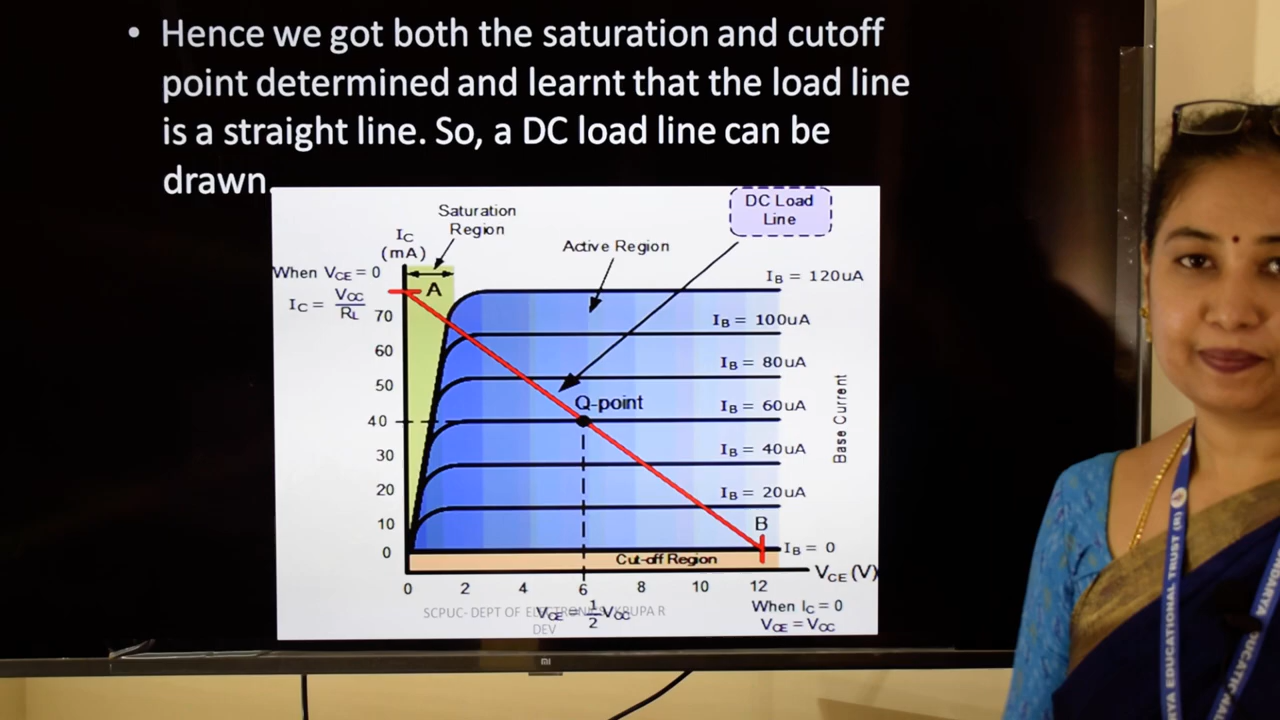 • Hence we got both the saturation and cutoff
point determined and learnt that the load line
is a straight line. So, a DC load line can be
drawn.
DC Load
Line
Saturation
Region
IC
(mA)
Active Region
When VCE = 0
IC = VCC
RL
A
IB = 120uA
70
IB = 100uA
60
IB = 80uA
50
Q-point
IB = 60uA
40
Base Current
30
IB = 40uA
20
IB = 20uA
10
B
0
IB = 0
Cut-off Region
VCE (V)
0 2 4 6 8 10 12
VCE = 1/2 VCC
SCPUC- DEPT OF ELECTRONICS KRUPA R
DEV
When IC = 0
VCE = VCC
mi
EDUCATIONAL TRUST (R)